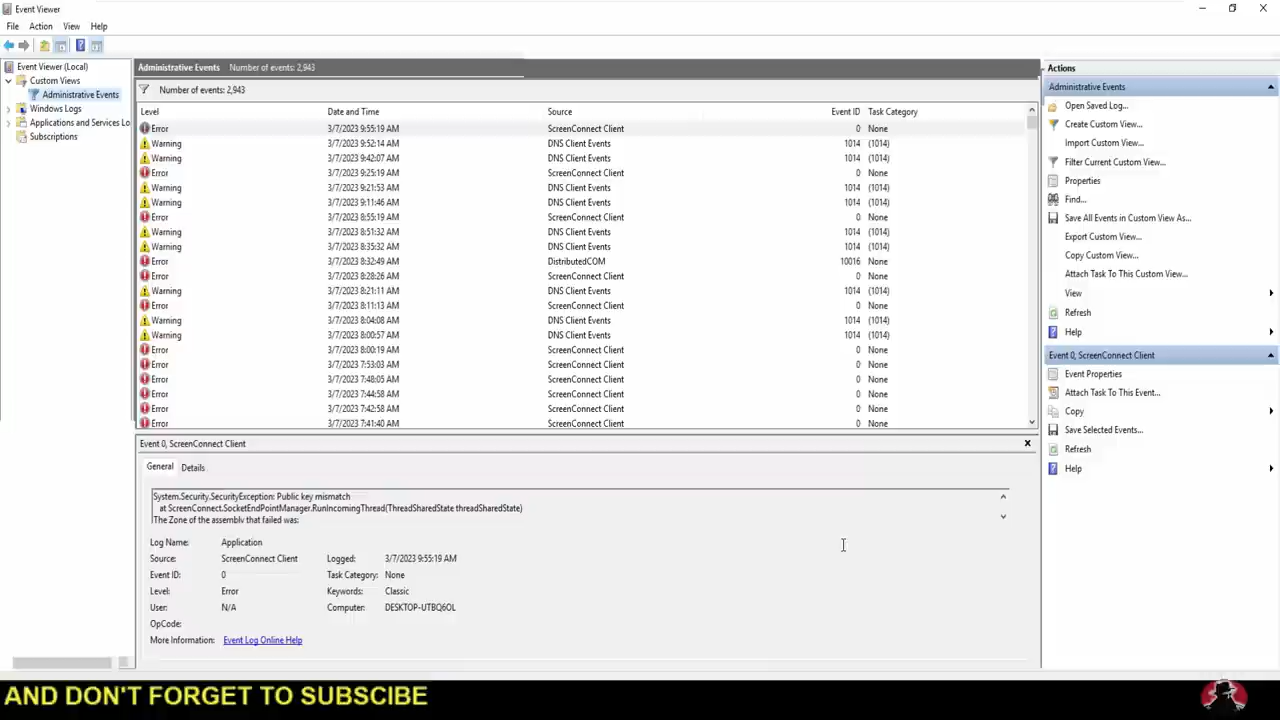 Event Viewer
File Action View Help
Event Viewer (Local)
Custom Views
Administrative Events
Windows Logs
Applications and Services Lo
Subscriptions
Administrative Events Number of events: 2,943
Number of events: 2,943
Level Date and Time Source Event ID Task Category
Error 3/7/2023 9:55:19 AM ScreenConnect Client 0 None
Warning 3/7/2023 9:52:14 AM DNS Client Events 1014 (1014)
Warning 3/7/2023 9:42:07 AM DNS Client Events 1014 (1014)
Error 3/7/2023 9:25:19 AM ScreenConnect Client 0 None
Warning 3/7/2023 9:21:53 AM DNS Client Events 1014 (1014)
Warning 3/7/2023 9:11:46 AM DNS Client Events 1014 (1014)
Error 3/7/2023 8:55:19 AM ScreenConnect Client 0 None
Warning 3/7/2023 8:51:32 AM DNS Client Events 1014 (1014)
Warning 3/7/2023 8:35:32 AM DNS Client Events 1014 (1014)
Error 3/7/2023 8:32:49 AM DistributedCOM 10016 None
Error 3/7/2023 8:28:26 AM ScreenConnect Client 0 None
Warning 3/7/2023 8:21:11 AM DNS Client Events 1014 (1014)
Error 3/7/2023 8:11:13 AM ScreenConnect Client 0 None
Warning 3/7/2023 8:04:08 AM DNS Client Events 1014 (1014)
Warning 3/7/2023 8:00:57 AM DNS Client Events 1014 (1014)
Error 3/7/2023 8:00:19 AM ScreenConnect Client 0 None
Error 3/7/2023 7:53:03 AM ScreenConnect Client 0 None
Error 3/7/2023 7:48:05 AM ScreenConnect Client 0 None
Error 3/7/2023 7:44:58 AM ScreenConnect Client 0 None
Error 3/7/2023 7:42:58 AM ScreenConnect Client 0 None
Error 3/7/2023 7:41:40 AM ScreenConnect Client 0 None
Event 0, ScreenConnect Client
General Details
System.Security.SecurityException: Public key mismatch
at ScreenConnect.SocketEndPointManager.RunIncomingThread(ThreadSharedState threadSharedState)
The Zone of the assembly that failed was:
Log Name: Application
Source: ScreenConnect Client Logged: 3/7/2023 9:55:19 AM
Event ID: 0 Task Category: None
Level: Error Keywords: Classic
User: N/A Computer: DESKTOP-UTBQ6OL
OpCode:
More Information: Event Log Online Help
Actions
Administrative Events
Open Saved Log...
Create Custom View...
Import Custom View...
Filter Current Custom View...
Properties
Find...
Save All Events in Custom View As...
Export Custom View...
Copy Custom View...
Attach Task To This Custom View...
View
Refresh
Help
Event 0, ScreenConnect Client
Event Properties
Attach Task To This Event...
Copy
Save Selected Events...
Refresh
Help
AND DON'T FORGET TO SUBSCIBE